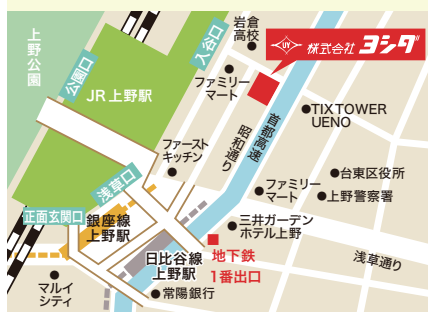 上野公園
公園口
JR上野駅
入谷口
岩倉
高校
UY
株式会社 ヨシダ
ファミリー
マート
首都高速
昭和通り
TIX TOWER
UENO
ファースト
キッチン
浅草口
台東区役所
ファミリー
マート
上野警察署
正面玄関口
銀座線
上野駅
三井ガーデン
ホテル上野
日比谷線
上野駅
地下鉄
1番出口
浅草通り
マルイ
シティ
常陽銀行